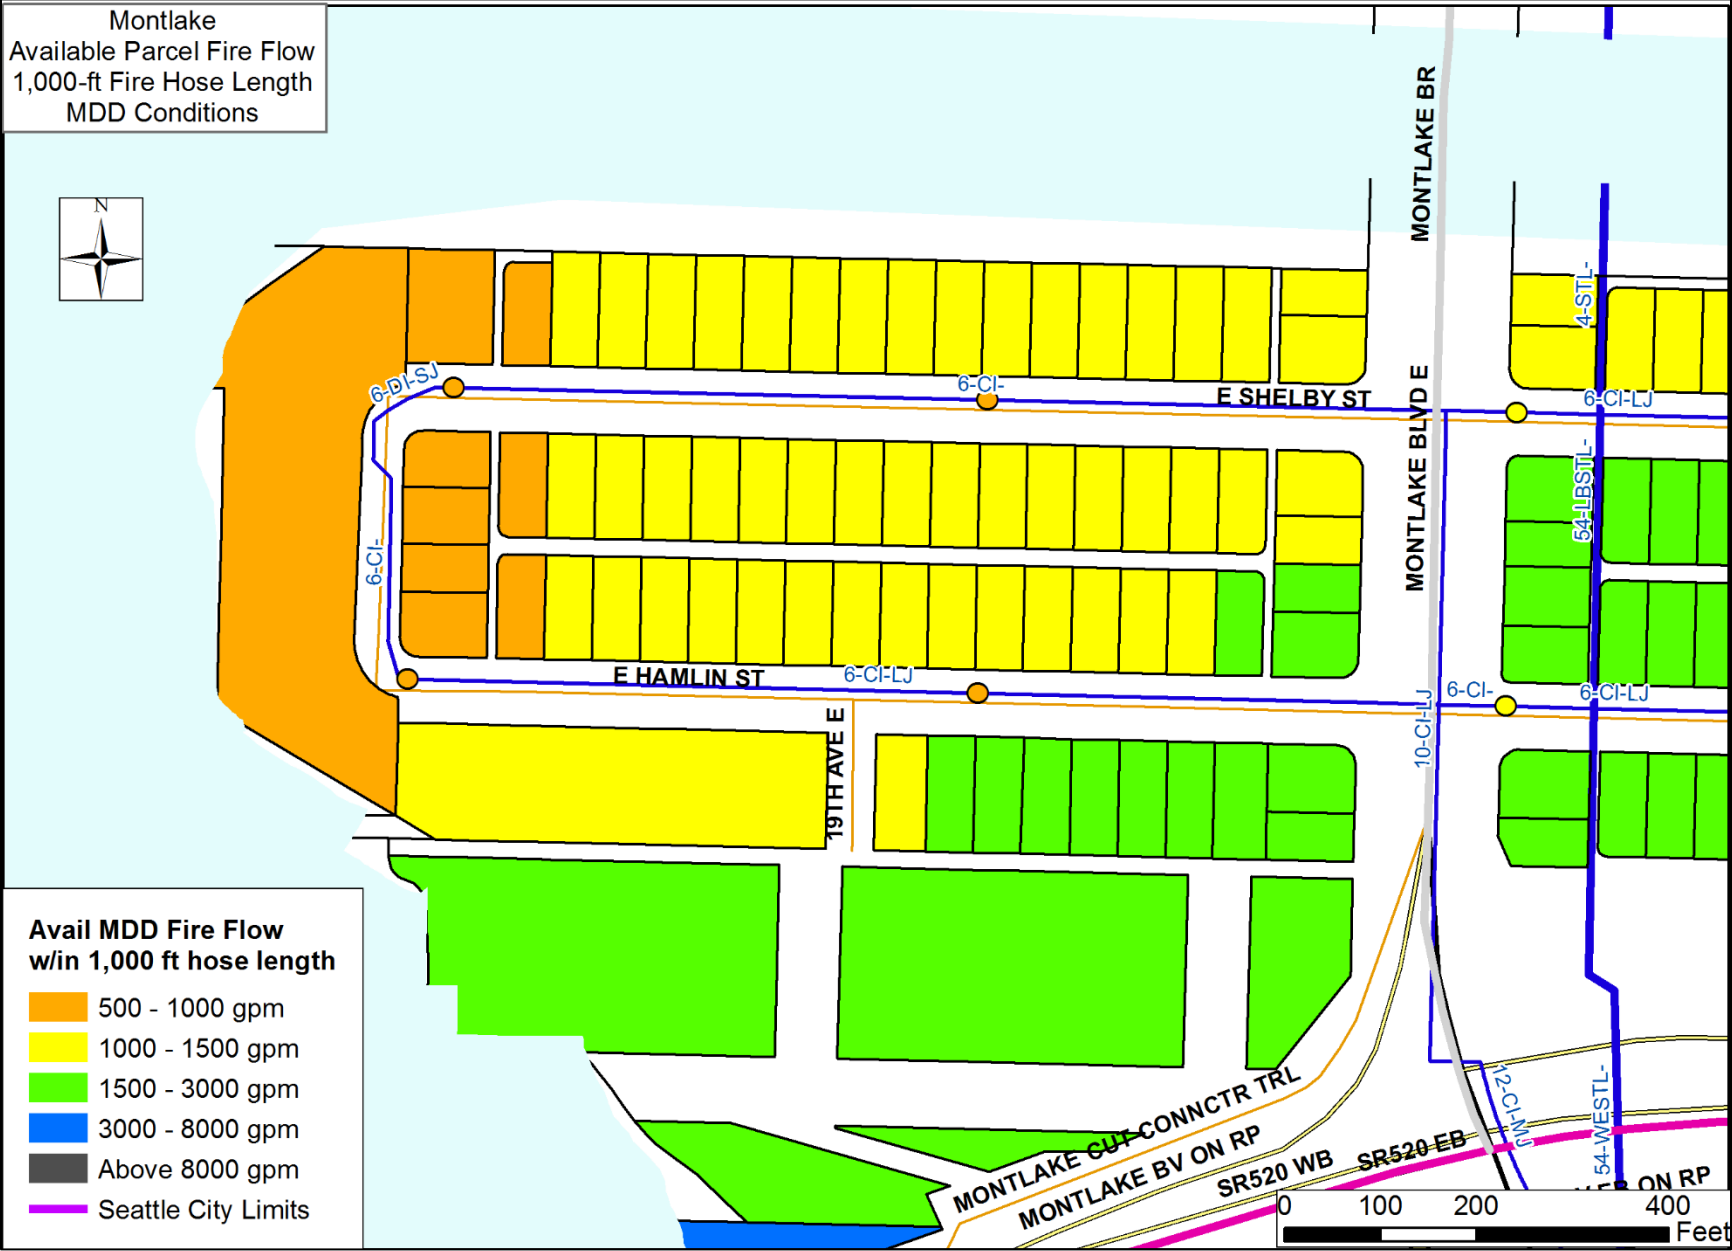 Montlake
Available Parcel Fire Flow
1,000-ft Fire Hose Length
MDD Conditions
N
MONTLAKE BR
4-STL-
6-DI-SJ
6-CI-
E SHELBY ST
MONTLAKE BLVD E
6-CI-LJ
54-LBSTL-
6-CI-
E HAMLIN ST
6-CI-LJ
6-CI-
6-CI-LJ
10-CI-LJ
19TH AVE E
Avail MDD Fire Flow
w/in 1,000 ft hose length
500 - 1000 gpm
1000 - 1500 gpm
1500 - 3000 gpm
3000 - 8000 gpm
Above 8000 gpm
Seattle City Limits
MONTLAKE CUT CONNCTR TRL
MONTLAKE BV ON RP
SR520 WB
SR520 EB
12-CI-MJ
54-WESTL-
ON RP
0 100 200 400
Feet